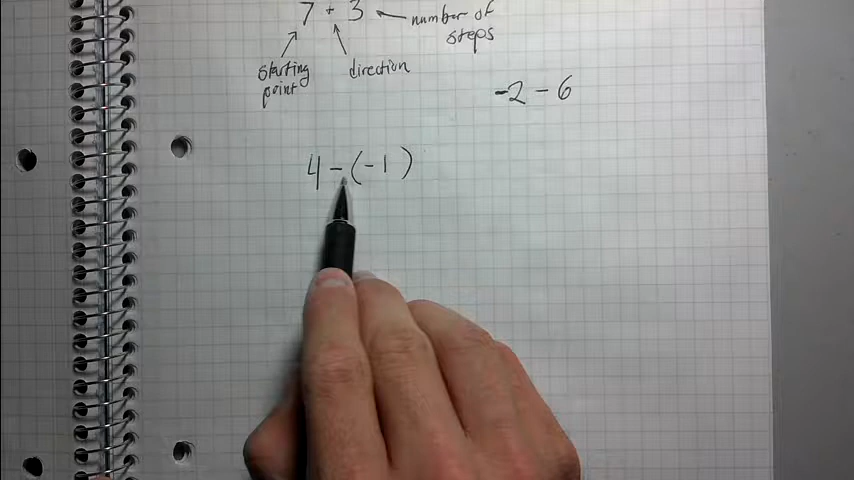 7 + 3 number of
steps
starting direction
point
-2 - 6
4 - (-1)